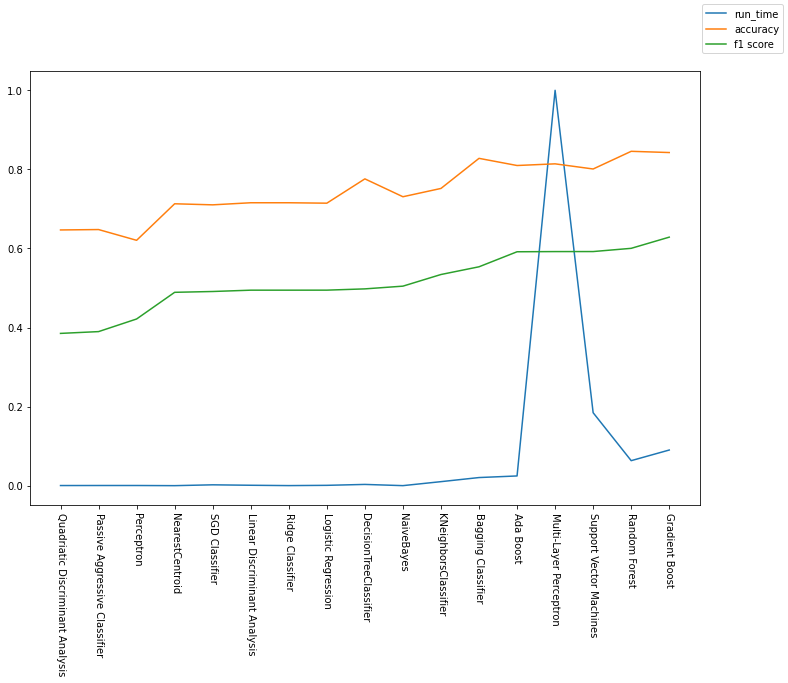 run_time
accuracy
f1 score
1.0
0.8
0.6
0.4
0.2
0.0
Quadriatic Discriminant Analysis
Passive Aggressive Classifier
Perceptron
NearestCentroid
SGD Classifier
Linear Discriminant Analysis
Ridge Classifier
Logistic Regression
DecisionTreeClassifier
NaiveBayes
KNeighborsClassifier
Bagging Classifier
Ada Boost
Multi-Layer Perceptron
Support Vector Machines
Random Forest
Gradient Boost